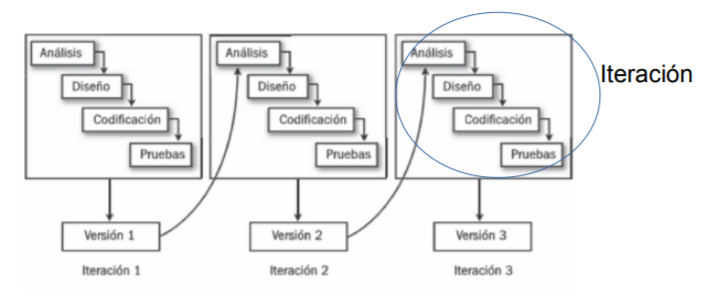 Análisis
Diseño
Codificación
Pruebas
Análisis
Diseño
Codificación
Pruebas
Análisis
Diseño
Codificación
Pruebas
Iteración
Versión 1
Versión 2
Versión 3
Iteración 1
Iteración 2
Iteración 3